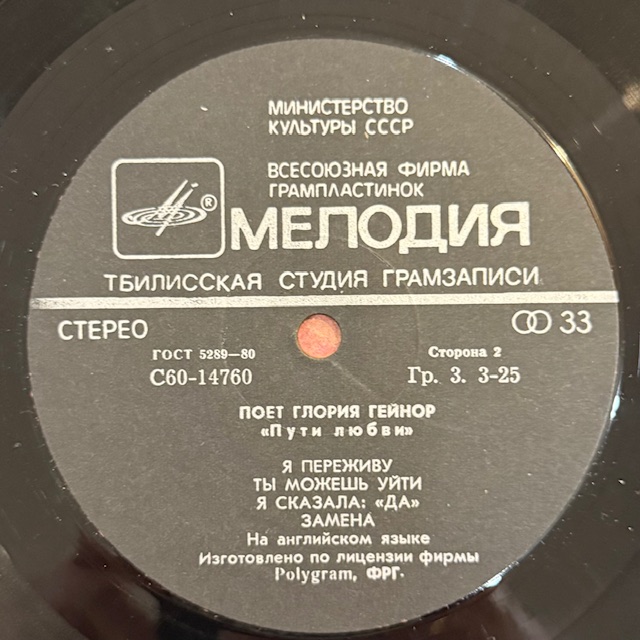 МИНИСТЕРСТВО
КУЛЬТУРЫ СССР
ВСЕСОЮЗНАЯ ФИРМА
ГРАМПЛАСТИНОК
®
МЕЛОДИЯ
ТБИЛИССКАЯ СТУДИЯ ГРАМЗАПИСИ
СТЕРЕО 33
ГОСТ 5289—80 Сторона 2
С60-14760 Гр. 3. 3-25
ПОЕТ ГЛОРИЯ ГЕЙНОР
«Пути любви»
Я ПЕРЕЖИВУ
ТЫ МОЖЕШЬ УЙТИ
Я СКАЗАЛА: «ДА»
ЗАМЕНА
На английском языке
Изготовлено по лицензии фирмы
Polygram, ФРГ.